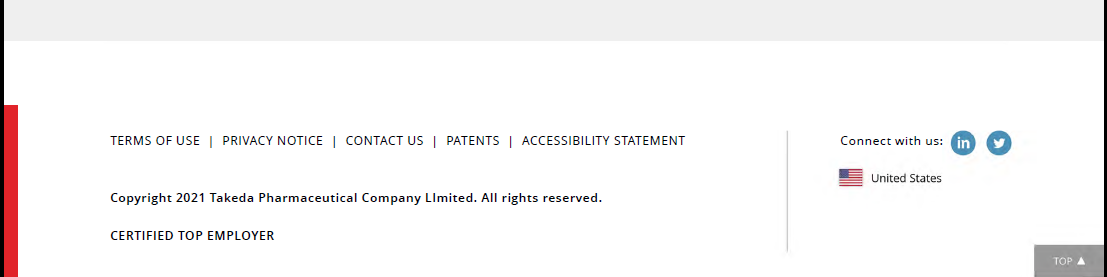 TERMS OF USE | PRIVACY NOTICE | CONTACT US | PATENTS | ACCESSIBILITY STATEMENT
Copyright 2021 Takeda Pharmaceutical Company LImited. All rights reserved.
CERTIFIED TOP EMPLOYER
Connect with us: in
United States
TOP ▲